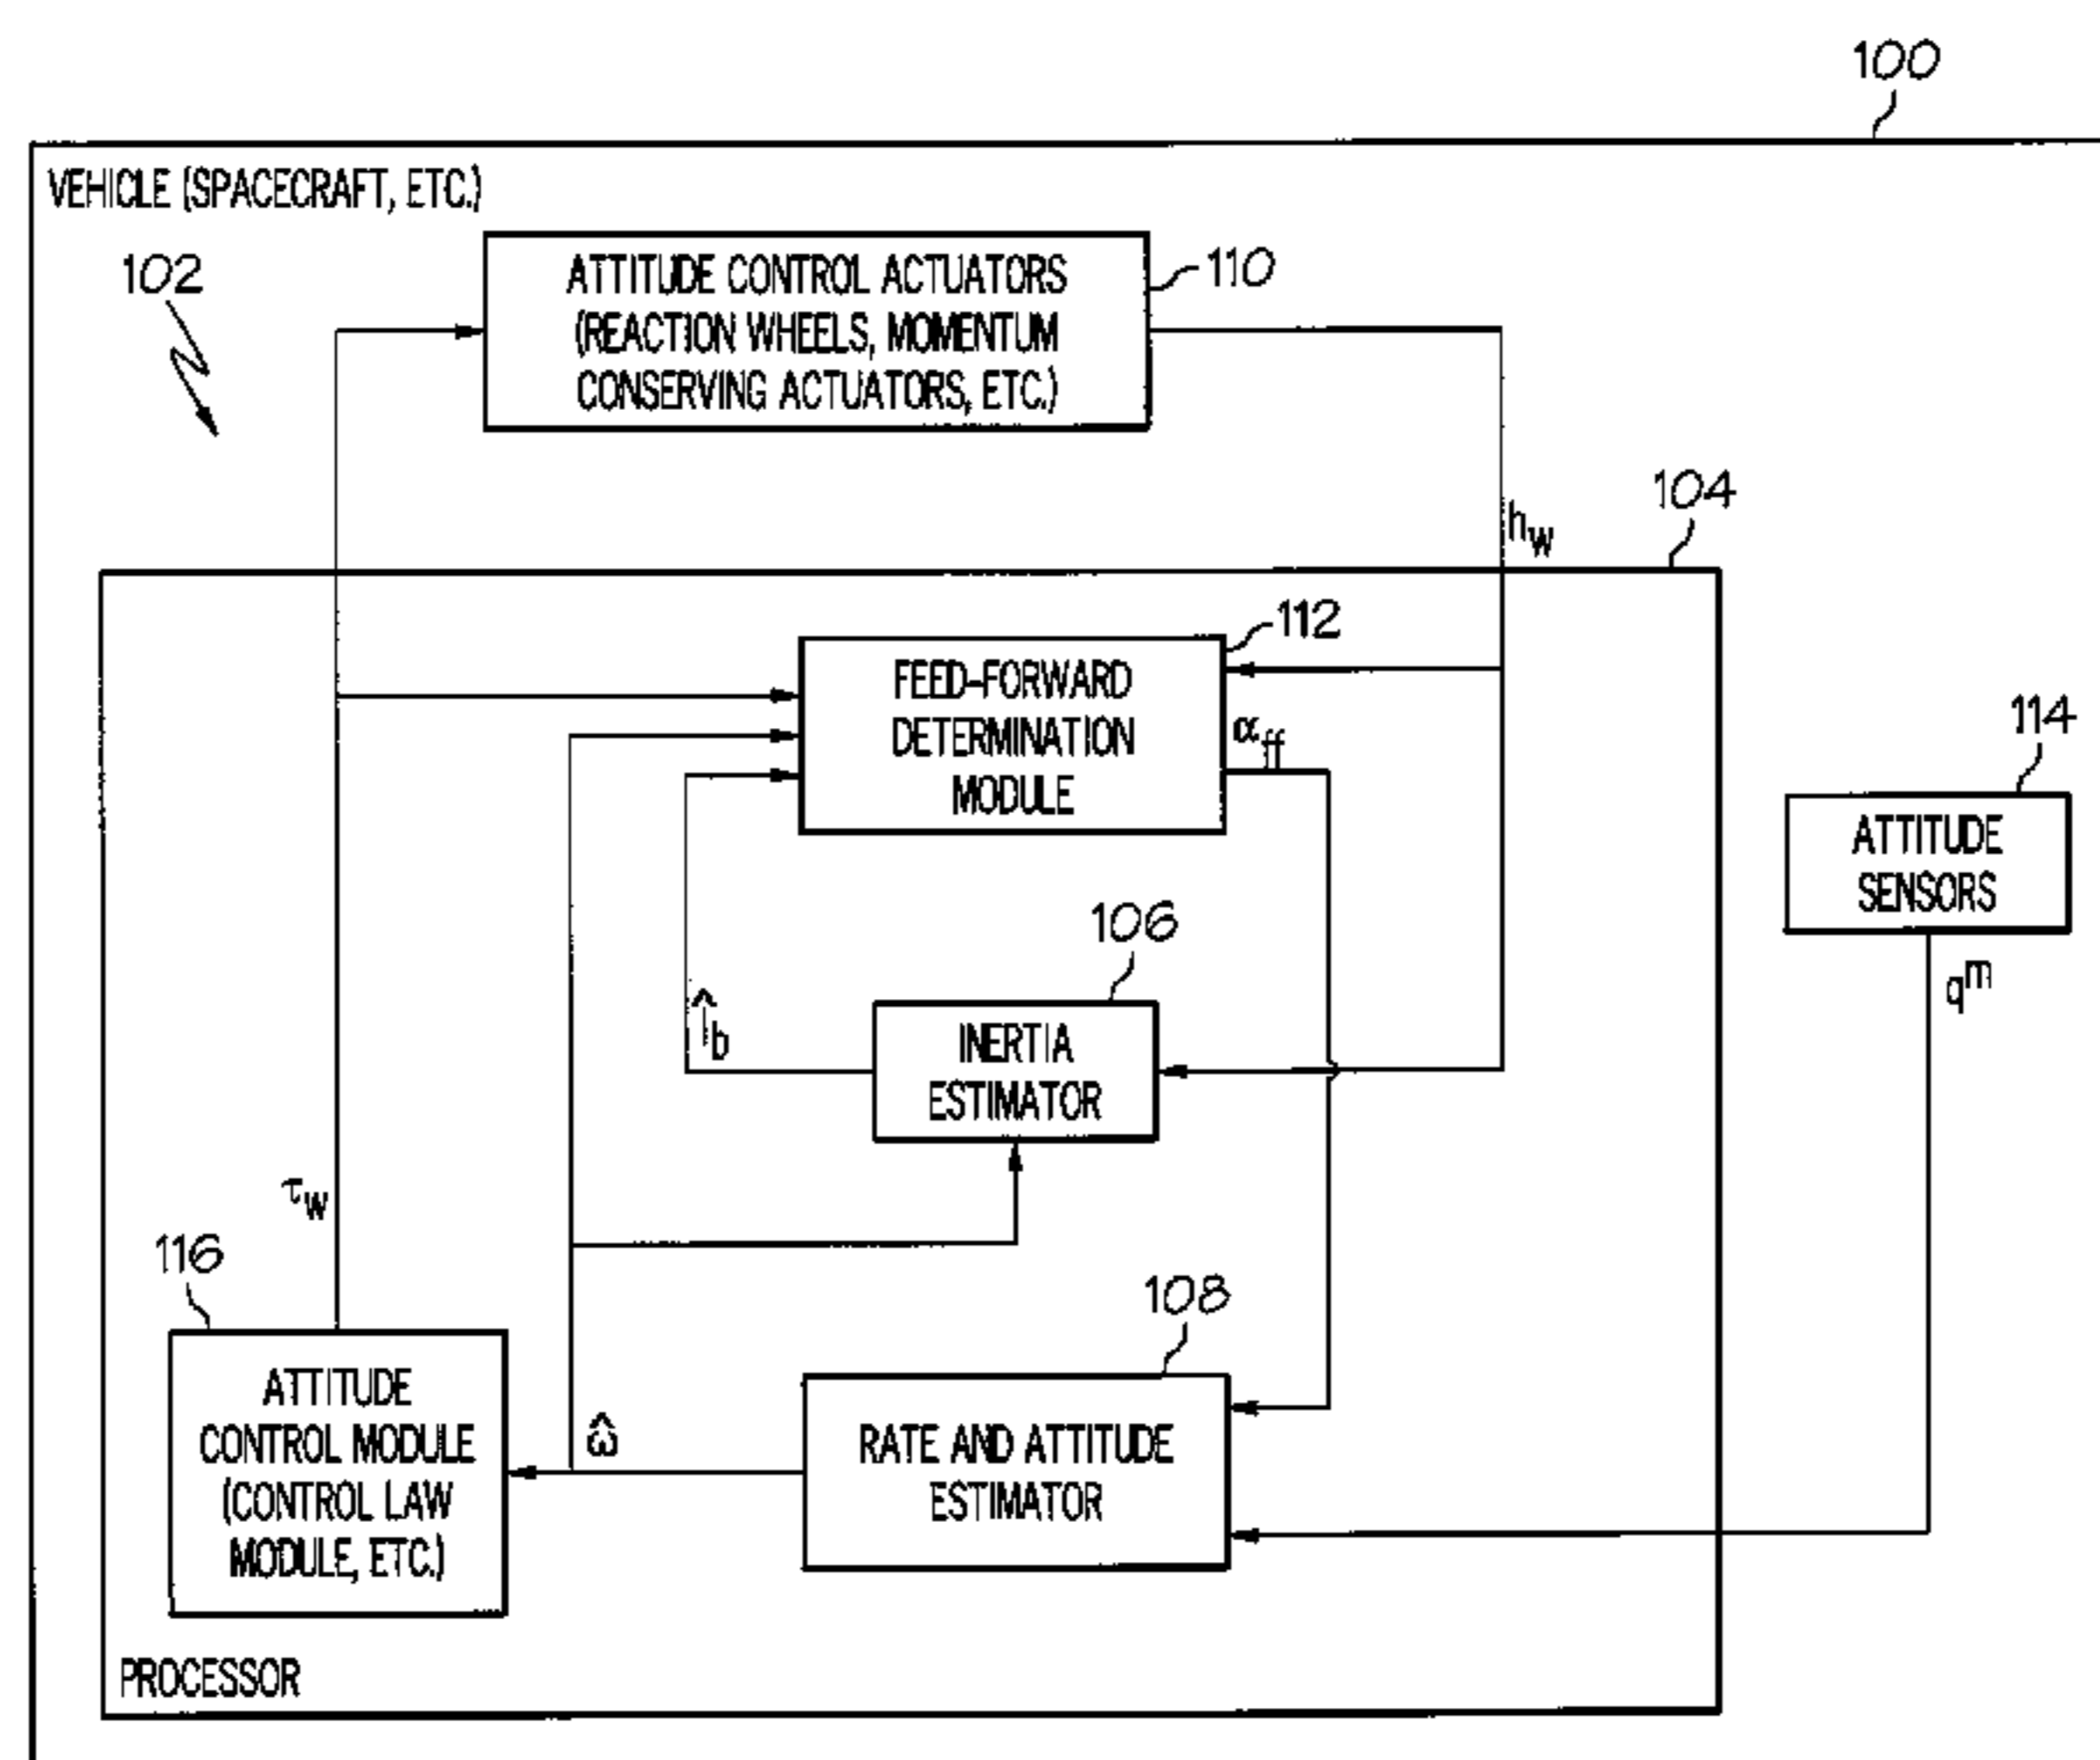 100
VEHICLE (SPACECRAFT, ETC.)
102
ATTITUDE CONTROL ACTUATORS
(REACTION WHEELS, MOMENTUM
CONSERVING ACTUATORS, ETC.)
110
104
hw
112
FEED-FORWARD
DETERMINATION
MODULE
αff
114
ATTITUDE
SENSORS
qm
106
Îb
INERTIA
ESTIMATOR
τw
116
108
ATTITUDE
CONTROL MODULE
(CONTROL LAW
MODULE, ETC.)
ω̂
RATE AND ATTITUDE
ESTIMATOR
PROCESSOR